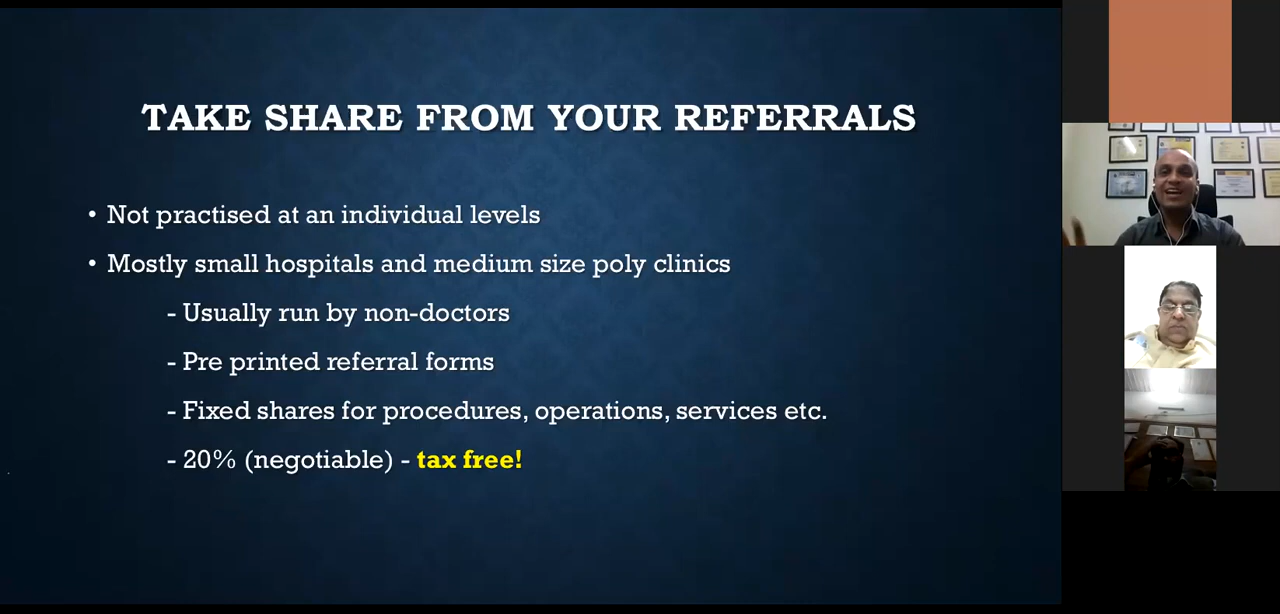 TAKE SHARE FROM YOUR REFERRALS
• Not practised at an individual levels
• Mostly small hospitals and medium size poly clinics
- Usually run by non-doctors
- Pre printed referral forms
- Fixed shares for procedures, operations, services etc.
- 20% (negotiable) - tax free!